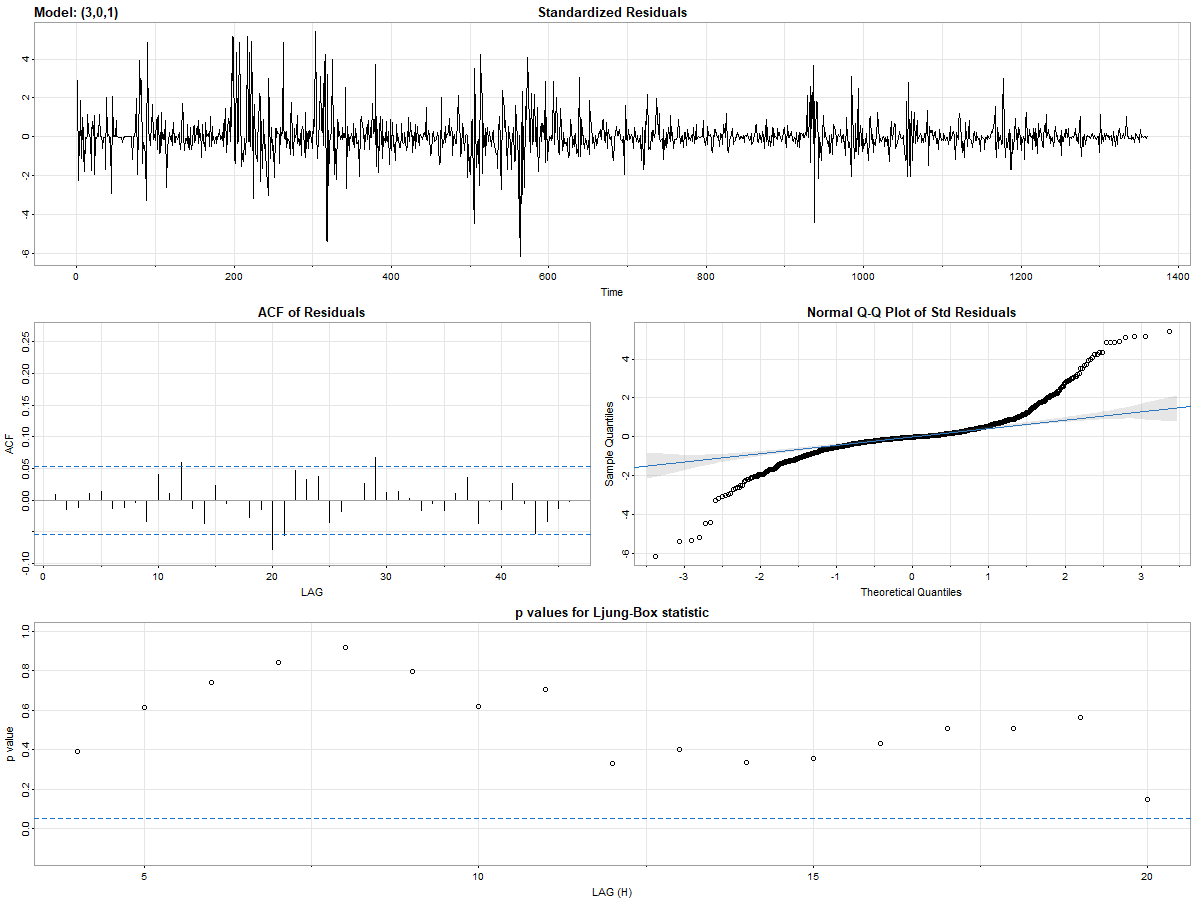 Model: (3,0,1) Standardized Residuals
4
2
0
-2
-4
-6
0 200 400 600 800 1000 1200 1400
Time
ACF of Residuals
0.25
0.20
0.15
0.10
0.05
0.00
-0.10
ACF
0 10 20 30 40
LAG
Normal Q-Q Plot of Std Residuals
4
2
0
-2
-4
-6
Sample Quantiles
-3 -2 -1 0 1 2 3
Theoretical Quantiles
p values for Ljung-Box statistic
1.0
0.8
0.6
0.4
0.2
0.0
p value
5 10 15 20
LAG (H)